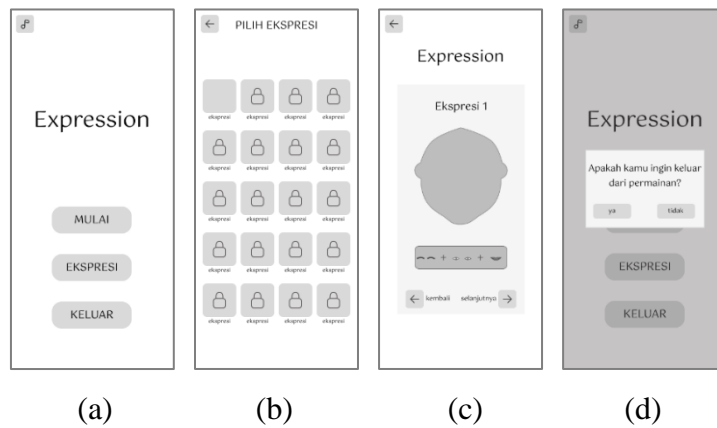 Expression
MULAI
EKSPRESI
KELUAR
(a)
PILIH EKSPRESI
ekspresi ekspresi ekspresi ekspresi
ekspresi ekspresi ekspresi ekspresi
ekspresi ekspresi ekspresi ekspresi
ekspresi ekspresi ekspresi ekspresi
ekspresi ekspresi ekspresi ekspresi
(b)
Expression
Ekspresi 1
+ +
kembali selanjutnya
(c)
Expression
Apakah kamu ingin keluar
dari permainan?
ya tidak
EKSPRESI
KELUAR
(d)